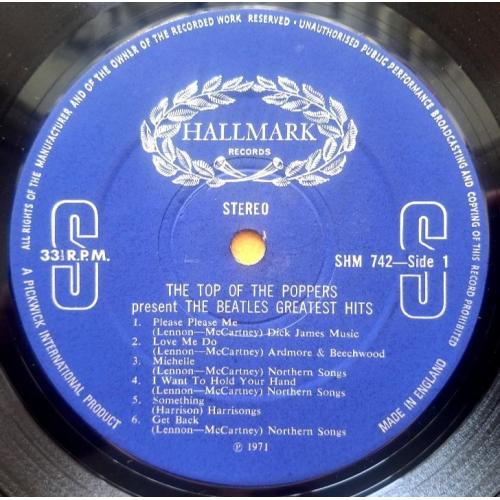 ALL RIGHTS OF THE MANUFACTURER AND OF THE OWNER OF THE RECORDED WORK RESERVED · UNAUTHORISED PUBLIC PERFORMANCE BROADCASTING AND COPYING OF THIS RECORD PROHIBITED
HALLMARK
RECORDS
STEREO
S
33⅓ R.P.M.
S
SHM 742—Side 1
THE TOP OF THE POPPERS
present THE BEATLES GREATEST HITS
1. Please Please Me
(Lennon—McCartney) Dick James Music
2. Love Me Do
(Lennon—McCartney) Ardmore & Beechwood
3. Michelle
(Lennon—McCartney) Northern Songs
4. I Want To Hold Your Hand
(Lennon—McCartney) Northern Songs
5. Something
(Harrison) Harrisongs
6. Get Back
(Lennon—McCartney) Northern Songs
℗ 1971
A PICKWICK INTERNATIONAL PRODUCT
MADE IN ENGLAND